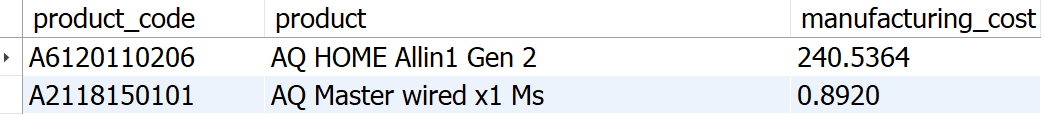 product_code product manufacturing_cost
A6120110206 AQ HOME Allin1 Gen 2 240.5364
A2118150101 AQ Master wired x1 Ms 0.8920